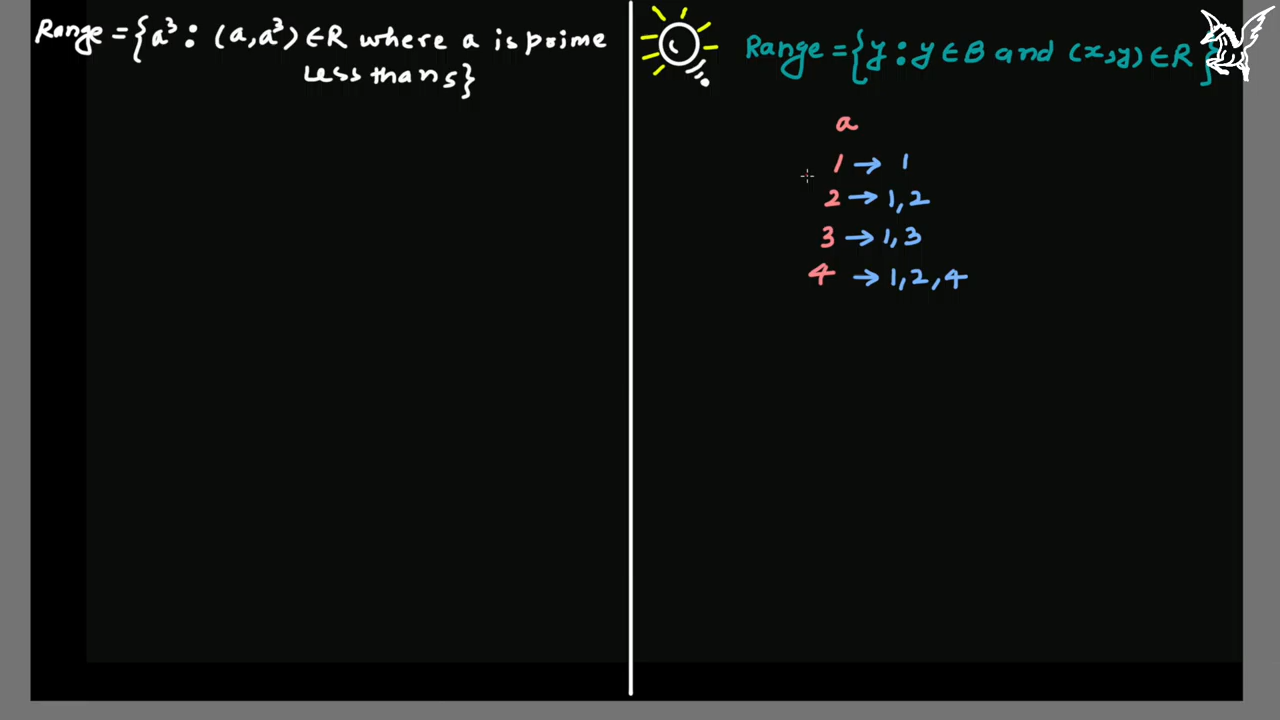 Range = {a³ : (a, a³) ∈ R where a is prime
less than 5}
Range = {y : y ∈ B and (x,y) ∈ R}
a
1 → 1
2 → 1, 2
3 → 1, 3
4 → 1, 2, 4